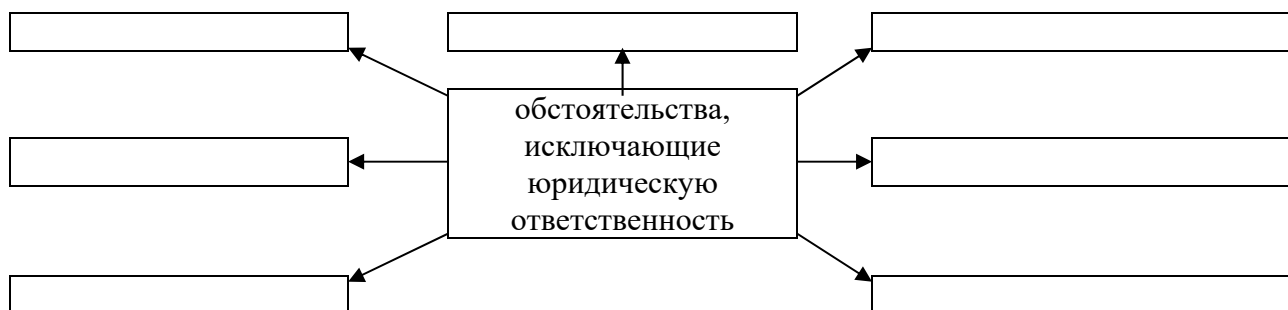 обстоятельства,
исключающие
юридическую
ответственность